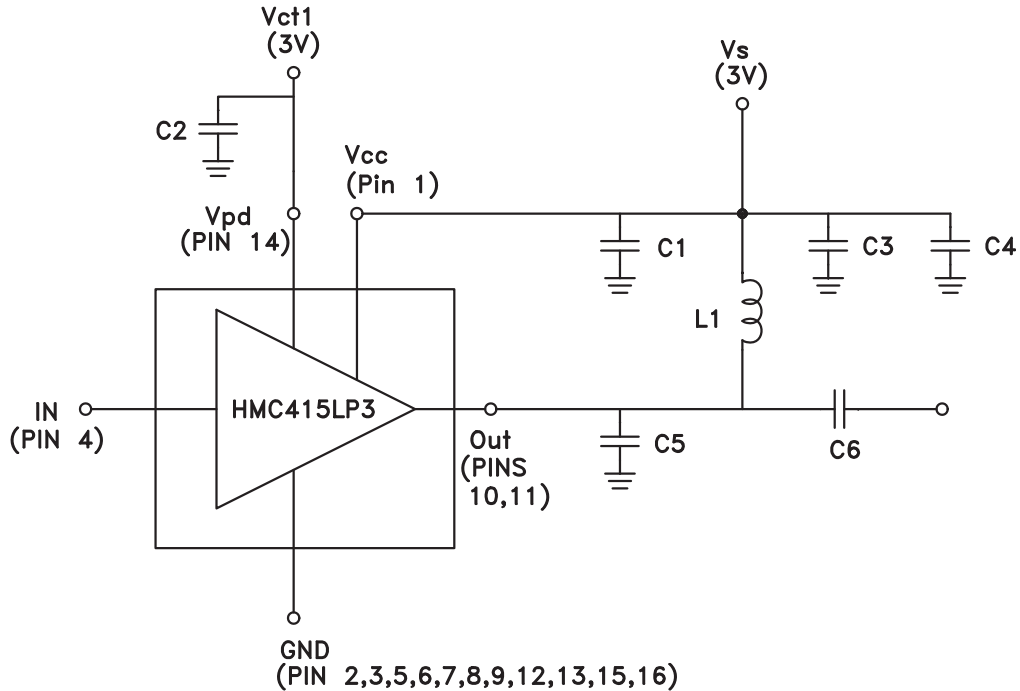 Vct1
(3V)
Vs
(3V)
C2
Vcc
(Pin 1)
Vpd
(PIN 14)
C1
C3
C4
L1
HMC415LP3
IN
(PIN 4)
Out
(PINS
10,11)
C5
C6
GND
(PIN 2,3,5,6,7,8,9,12,13,15,16)